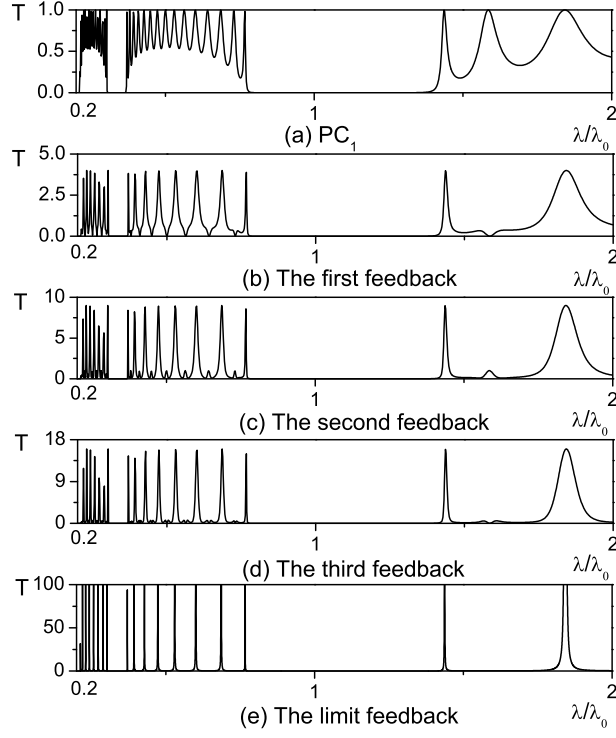 T
1.0
0.5
0.0
0.2
1
2
(a) PC₁
λ/λ₀
T
5.0
2.5
0.0
0.2
1
2
(b) The first feedback
λ/λ₀
T
10
5
0
0.2
1
2
(c) The second feedback
λ/λ₀
T
18
9
0
0.2
1
2
(d) The third feedback
λ/λ₀
T
100
50
0
0.2
1
2
(e) The limit feedback
λ/λ₀